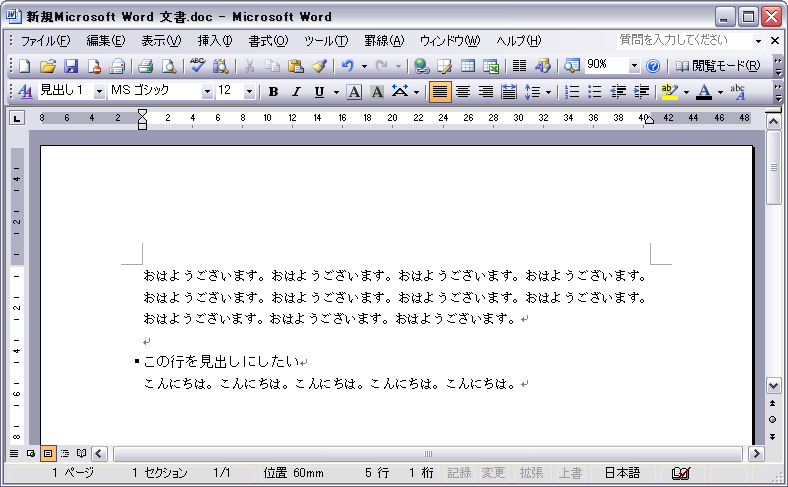 新規Microsoft Word 文書.doc - Microsoft Word
ファイル(F) 編集(E) 表示(V) 挿入(I) 書式(O) ツール(T) 罫線(A) ウィンドウ(W) ヘルプ(H) 質問を入力してください
90% 閲覧モード(R)
見出し 1 MS ゴシック 12 B I U A A A abc A abc
L 8 6 4 2 2 4 6 8 10 12 14 16 18 20 22 24 26 28 30 32 34 36 38 40 42 44 46 48
4
2
おはようございます。おはようございます。おはようございます。おはようございます。
おはようございます。おはようございます。おはようございます。おはようございます。
おはようございます。おはようございます。おはようございます。
この行を見出しにしたい
こんにちは。こんにちは。こんにちは。こんにちは。こんにちは。
2
4
6
8
1 ページ 1 セクション 1/1 位置 60mm 5 行 1 桁 記録 変更 拡張 上書 日本語